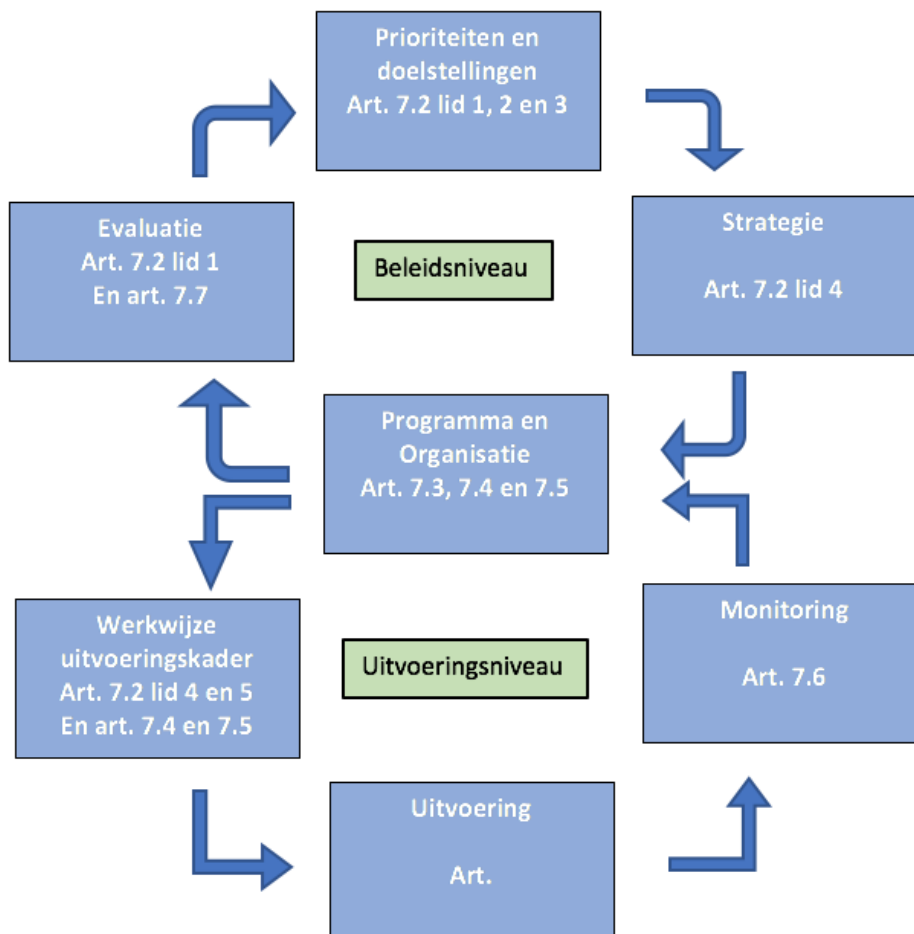 Prioriteiten en
doelstellingen
Art. 7.2 lid 1, 2 en 3
Evaluatie
Art. 7.2 lid 1
En art. 7.7
Beleidsniveau
Strategie
Art. 7.2 lid 4
Programma en
Organisatie
Art. 7.3, 7.4 en 7.5
Werkwijze
uitvoeringskader
Art. 7.2 lid 4 en 5
En art. 7.4 en 7.5
Uitvoeringsniveau
Monitoring
Art. 7.6
Uitvoering
Art.